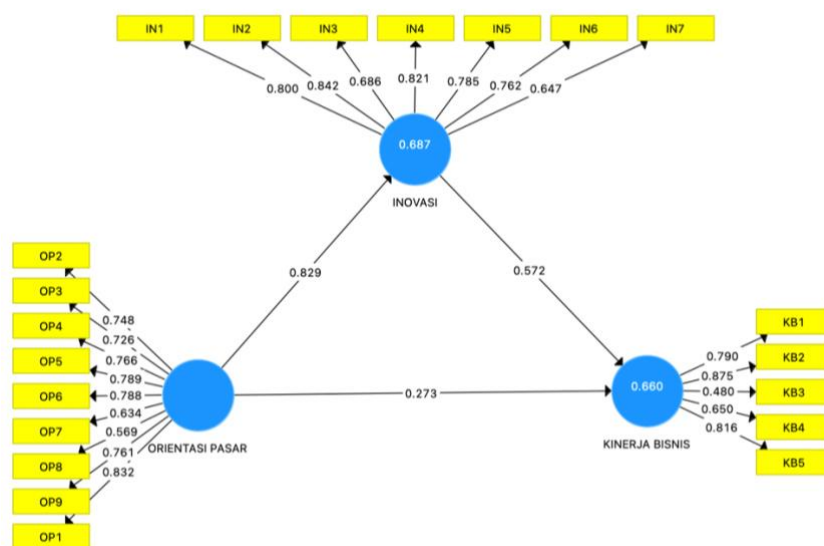 IN1 IN2 IN3 IN4 IN5 IN6 IN7
0.800 0.842 0.686 0.821 0.785 0.762 0.647
0.687
INOVASI
0.829
0.572
OP2
OP3
OP4
OP5
OP6
OP7
OP8
OP9
OP1
0.748
0.726
0.766
0.789
0.788
0.634
0.569
0.761
0.832
ORIENTASI PASAR
0.273
0.660
KINERJA BISNIS
0.790
0.875
0.480
0.650
0.816
KB1
KB2
KB3
KB4
KB5